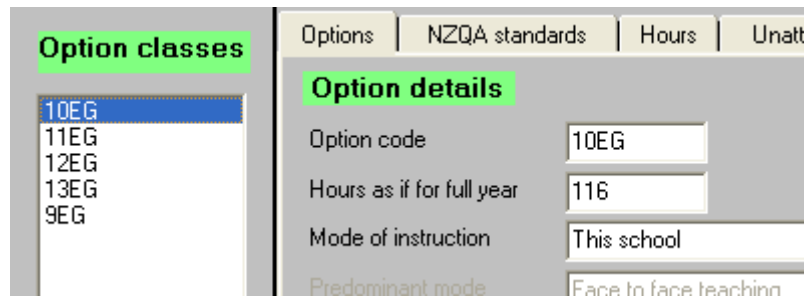 Option classes
10EG
11EG
12EG
13EG
9EG
Options NZQA standards Hours
Option details
Option code 10EG
Hours as if for full year 116
Mode of instruction This school
Predominant mode Face to face teaching